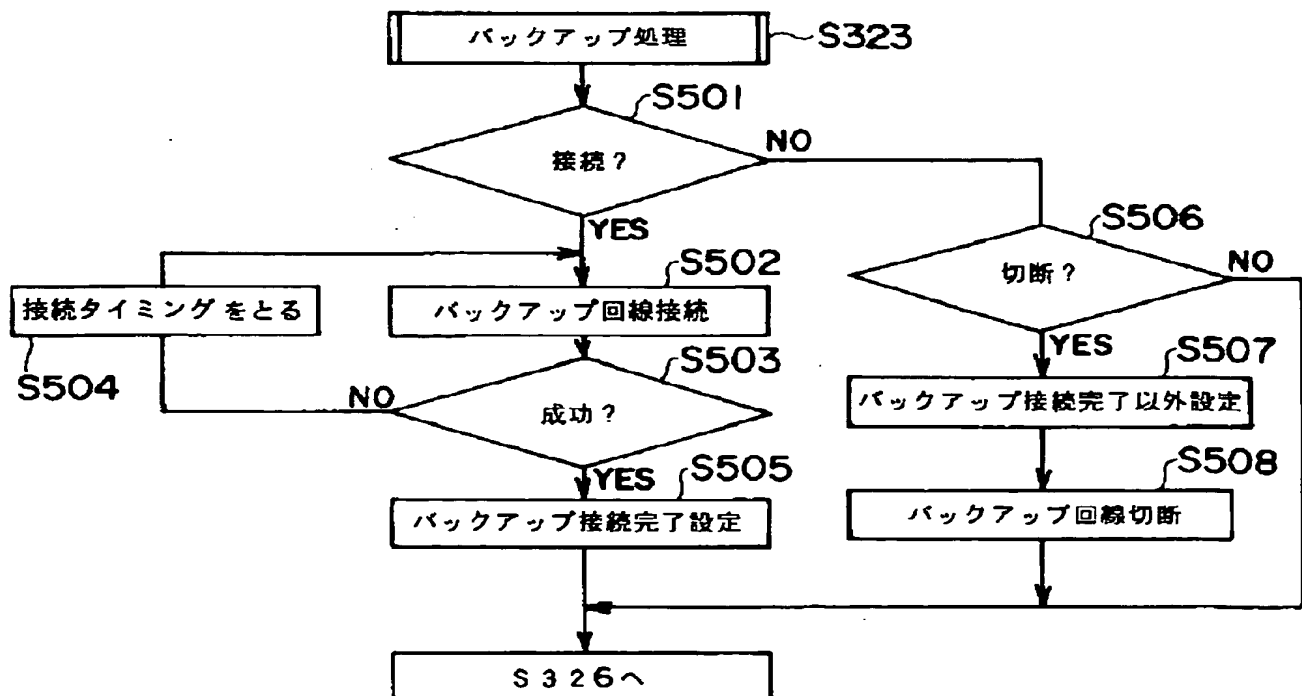 バックアップ処理
S323
S501
接続?
NO
YES
S506
切断?
NO
S502
バックアップ回線接続
接続タイミングをとる
S504
YES
S507
バックアップ接続完了以外設定
S503
成功?
NO
YES
S505
バックアップ接続完了設定
S508
バックアップ回線切断
S326へ